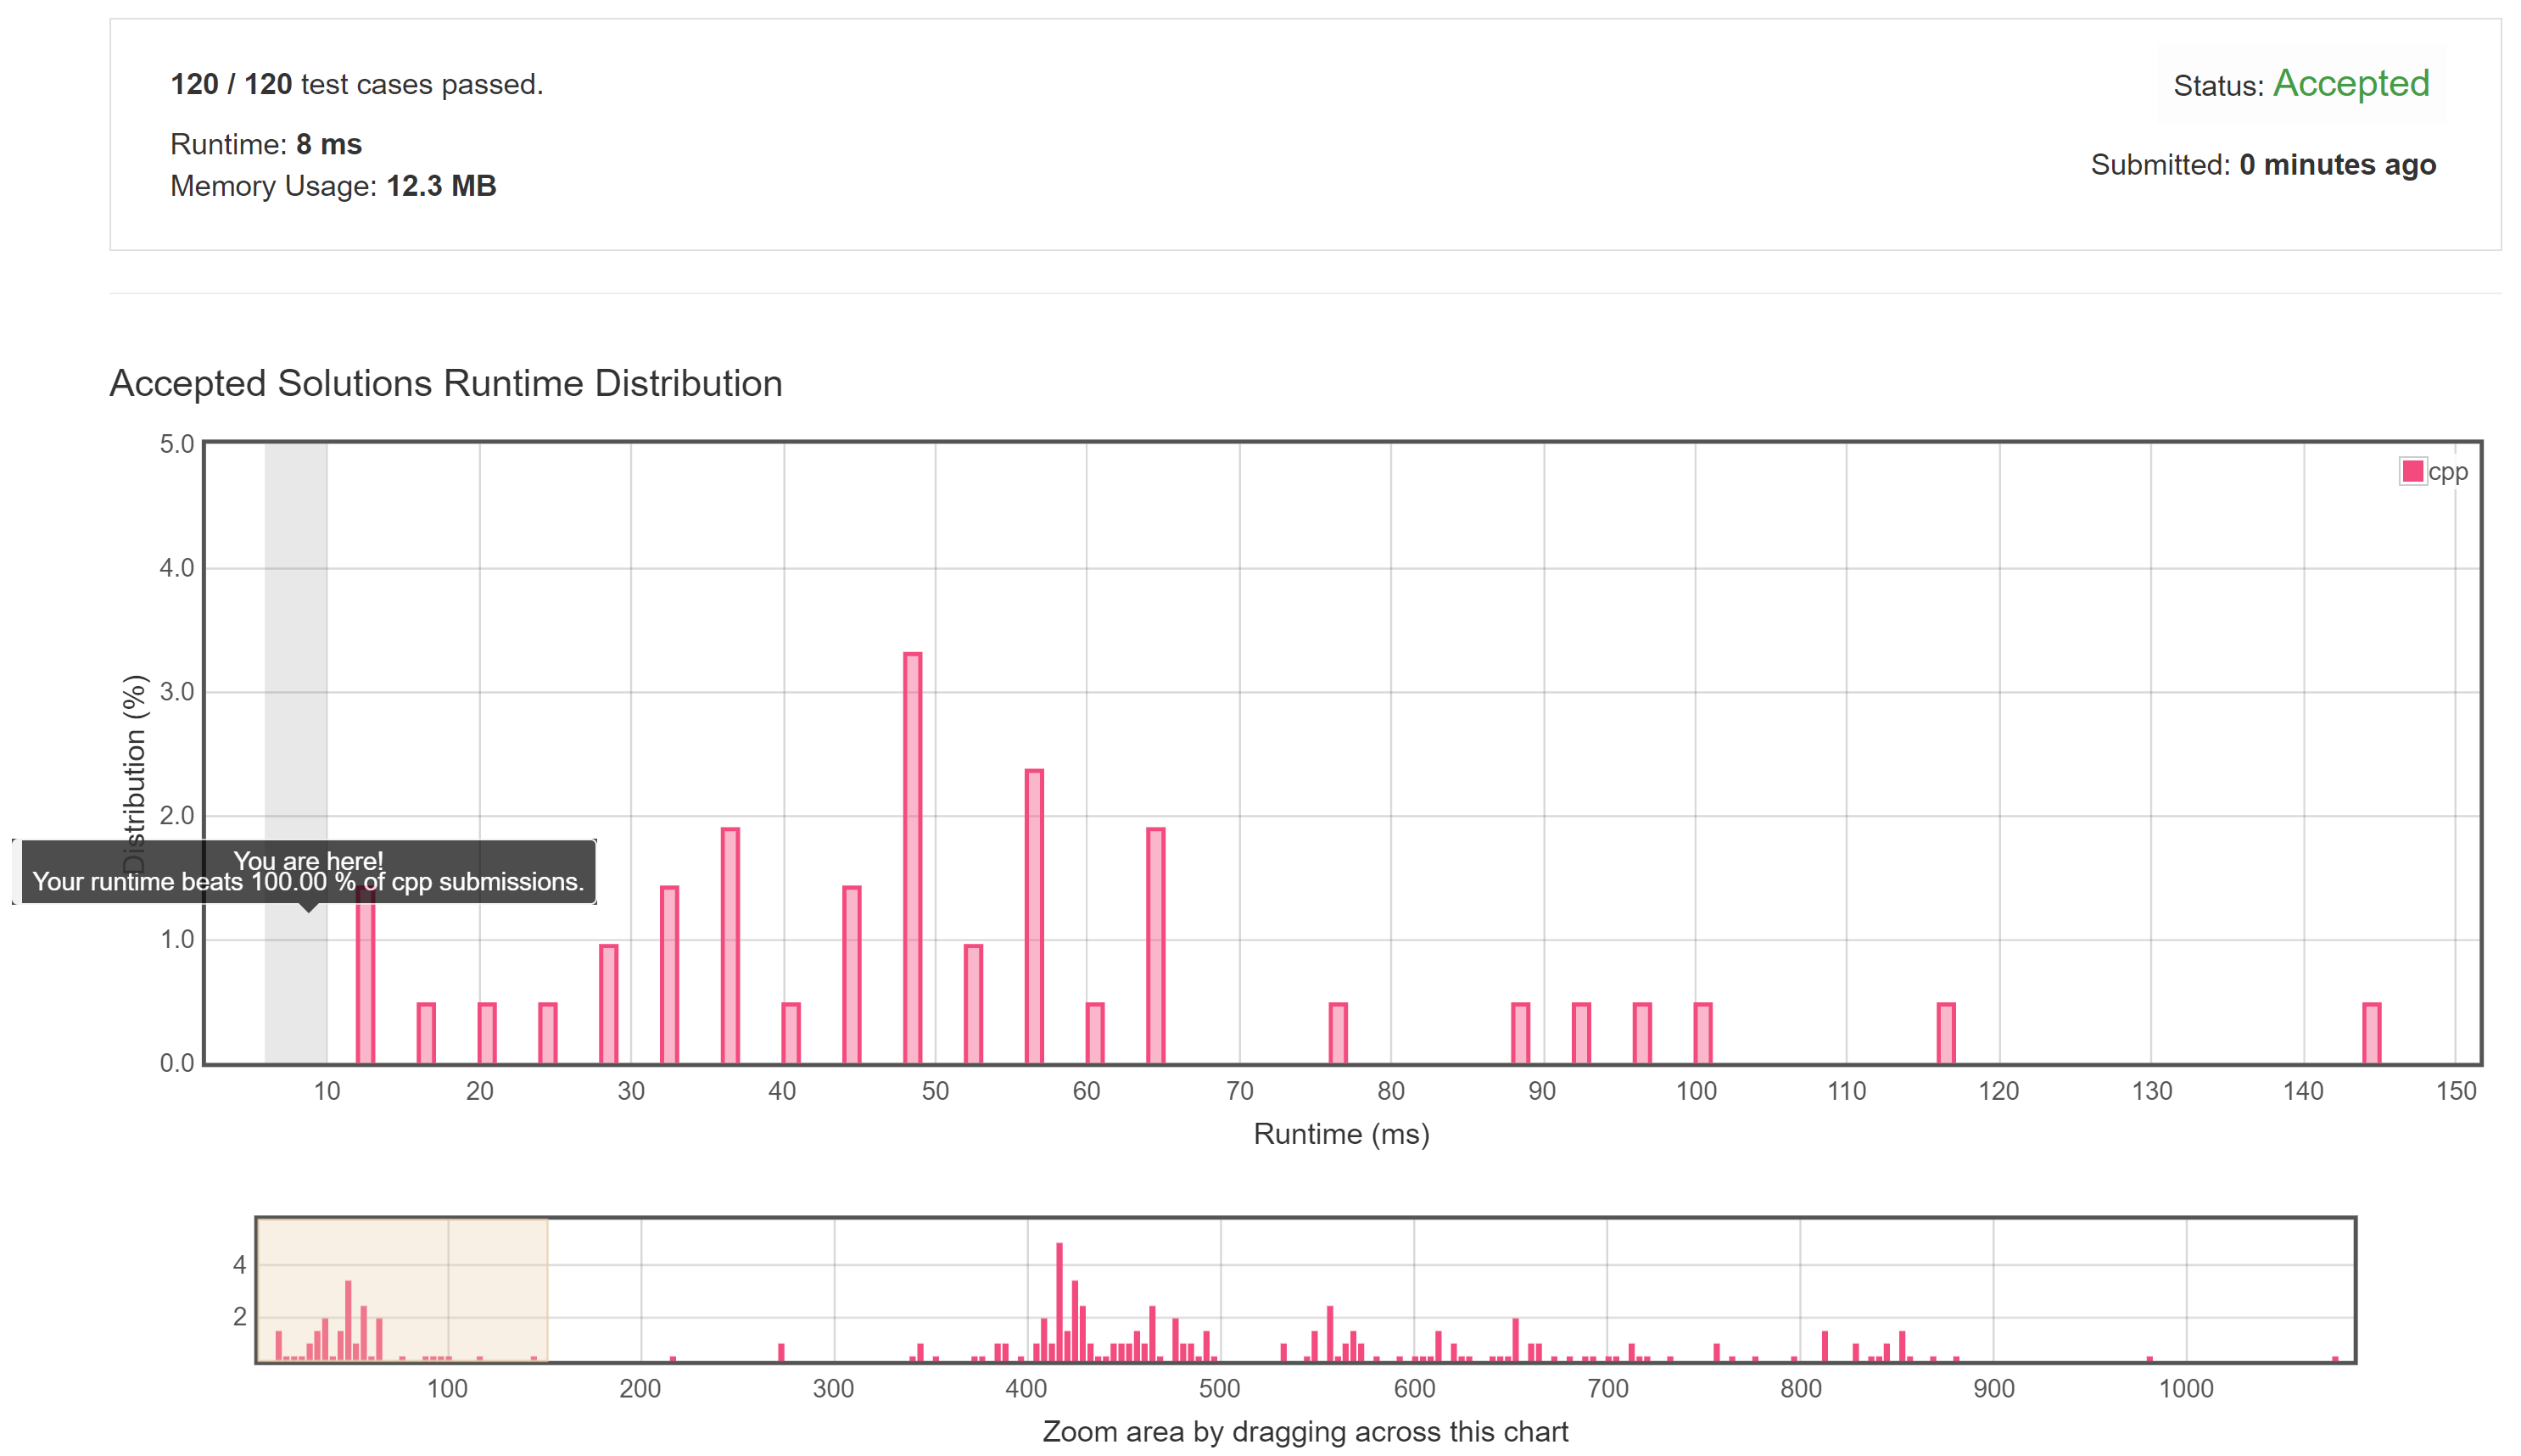 120 / 120 test cases passed.
Status: Accepted
Runtime: 8 ms
Submitted: 0 minutes ago
Memory Usage: 12.3 MB
Accepted Solutions Runtime Distribution
cpp
Distribution (%)
5.0
4.0
3.0
2.0
1.0
0.0
You are here!
Your runtime beats 100.00 % of cpp submissions.
10 20 30 40 50 60 70 80 90 100 110 120 130 140 150
Runtime (ms)
4
2
100 200 300 400 500 600 700 800 900 1000
Zoom area by dragging across this chart